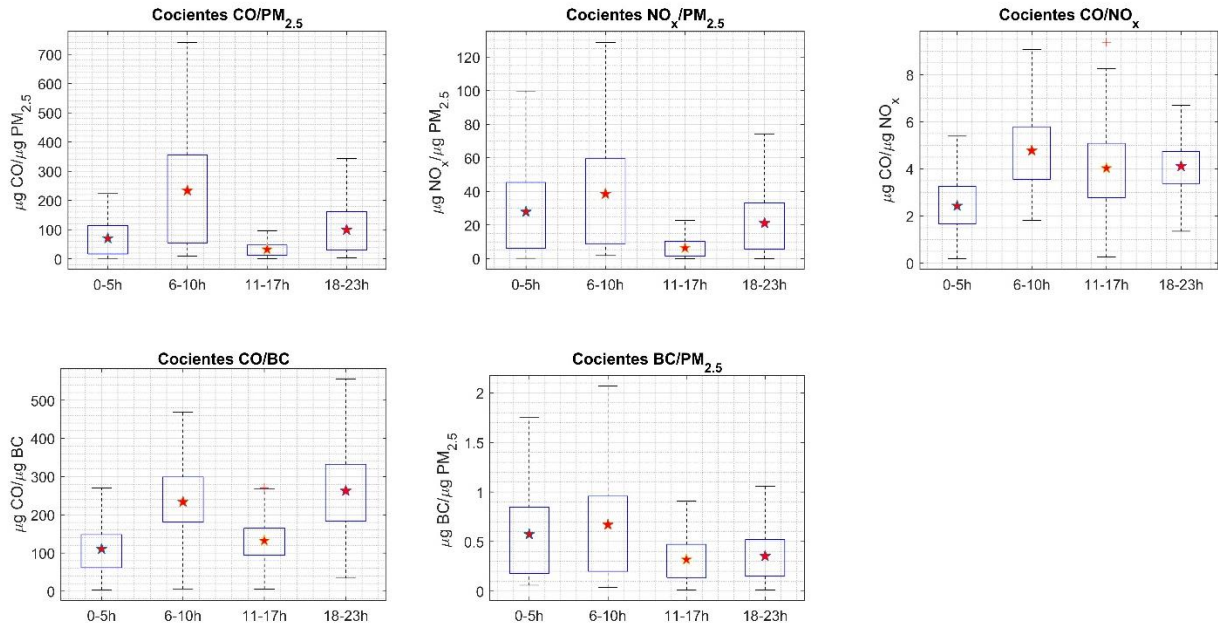 Cocientes CO/PM2.5
μg CO/μg PM2.5
700
600
500
400
300
200
100
0
0-5h 6-10h 11-17h 18-23h
Cocientes NOx/PM2.5
μg NOx/μg PM2.5
120
100
80
60
40
20
0
0-5h 6-10h 11-17h 18-23h
Cocientes CO/NOx
μg CO/μg NOx
8
6
4
2
0
0-5h 6-10h 11-17h 18-23h
Cocientes CO/BC
μg CO/μg BC
500
400
300
200
100
0
0-5h 6-10h 11-17h 18-23h
Cocientes BC/PM2.5
μg BC/μg PM2.5
2
1.5
1
0.5
0
0-5h 6-10h 11-17h 18-23h